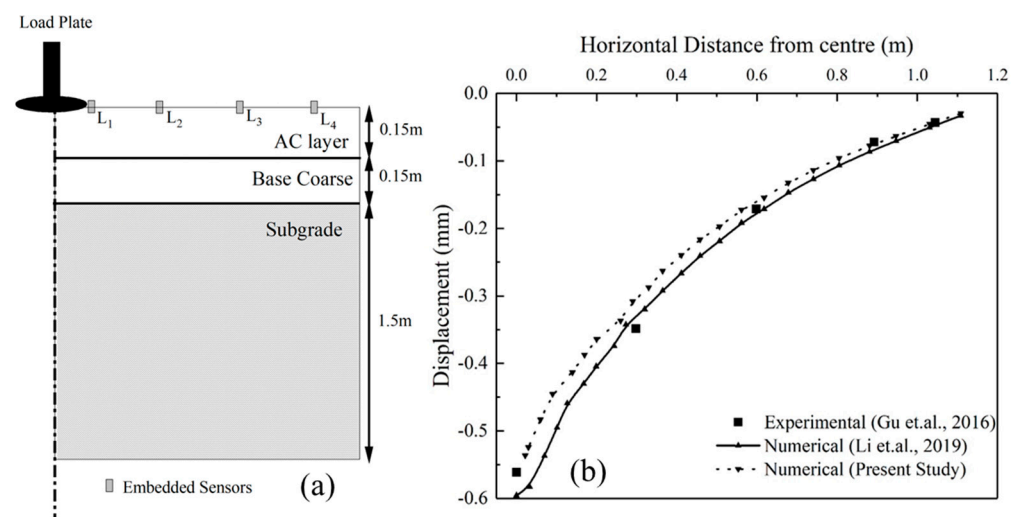 Load Plate
L1
L2
L3
L4
AC layer
0.15m
Base Coarse
0.15m
Subgrade
1.5m
Embedded Sensors
(a)
Horizontal Distance from centre (m)
0.0 0.2 0.4 0.6 0.8 1.0 1.2
Displacement (mm)
0.0
-0.1
-0.2
-0.3
-0.4
-0.5
-0.6
Experimental (Gu et.al., 2016)
Numerical (Li et.al., 2019)
Numerical (Present Study)
(b)